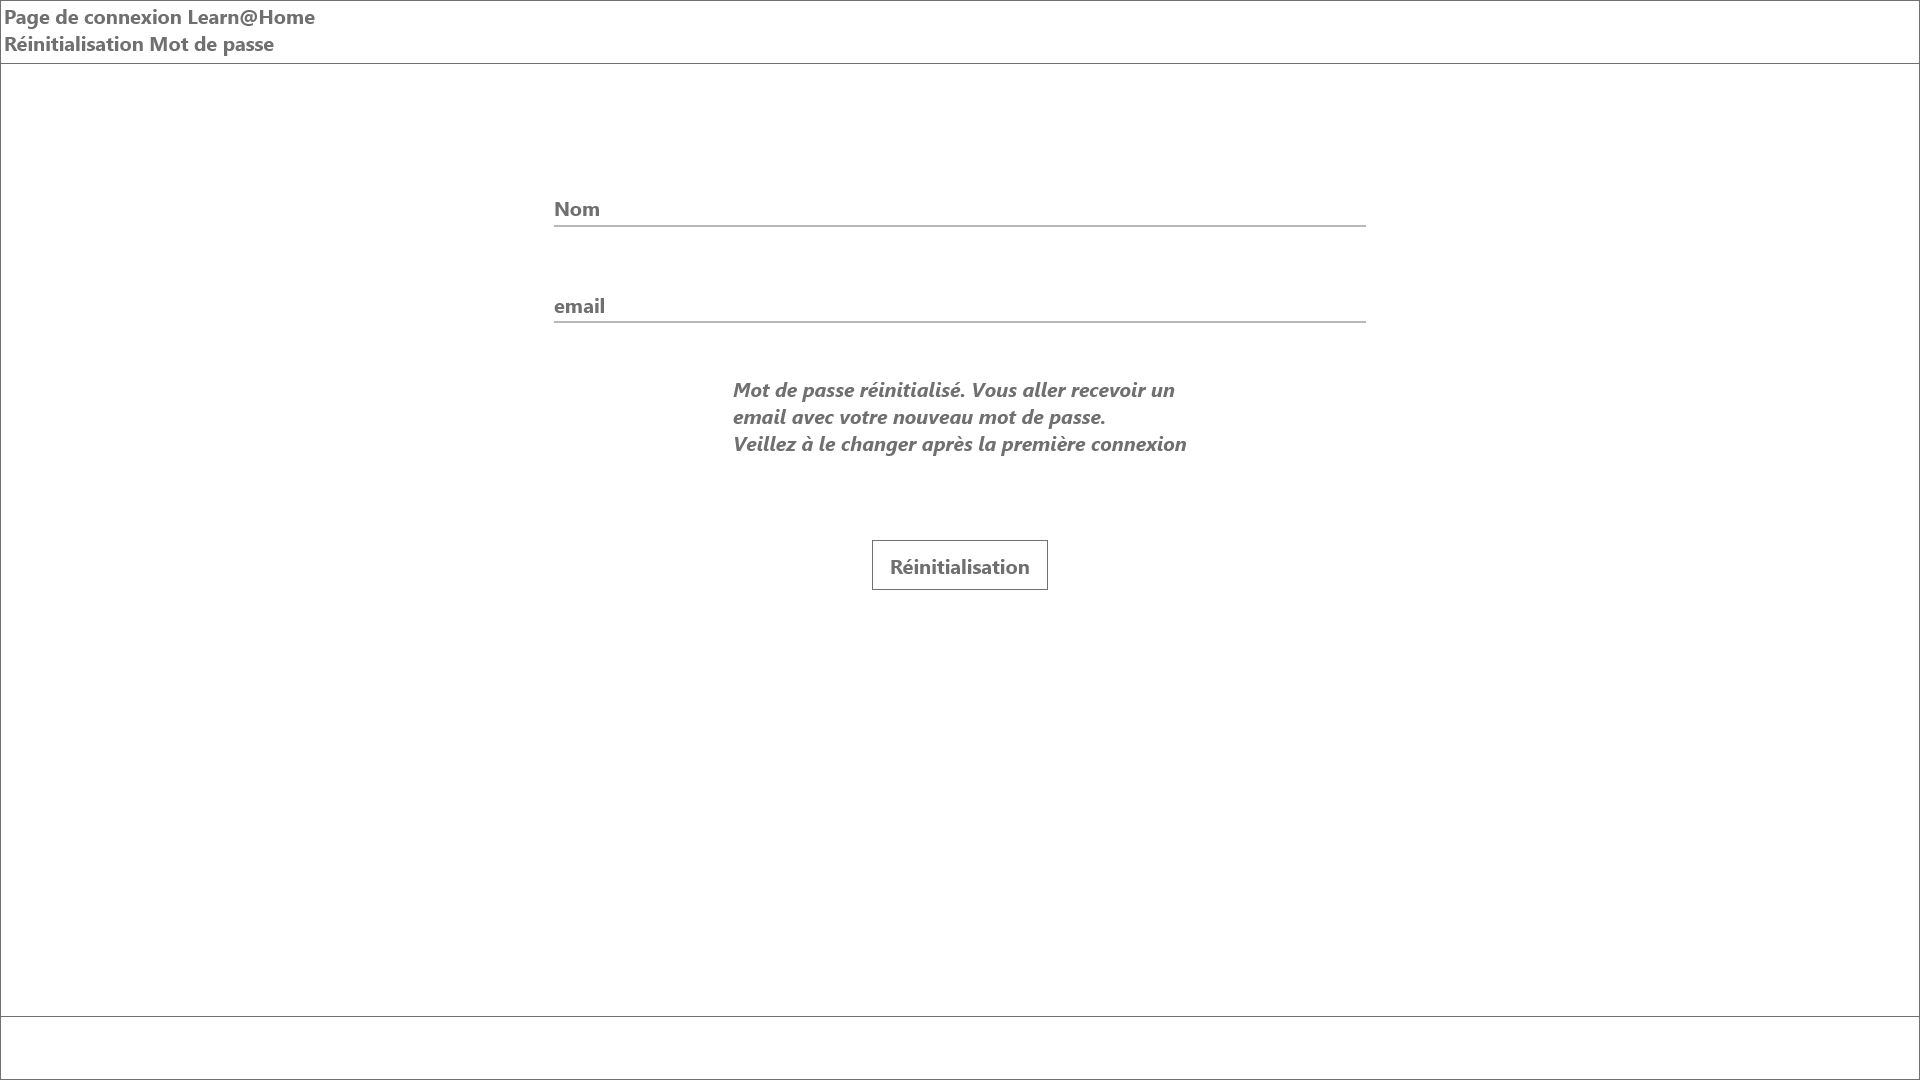 Page de connexion Learn@Home
Réinitialisation Mot de passe
Nom
email
Mot de passe réinitialisé. Vous aller recevoir un
email avec votre nouveau mot de passe.
Veillez à le changer après la première connexion
Réinitialisation